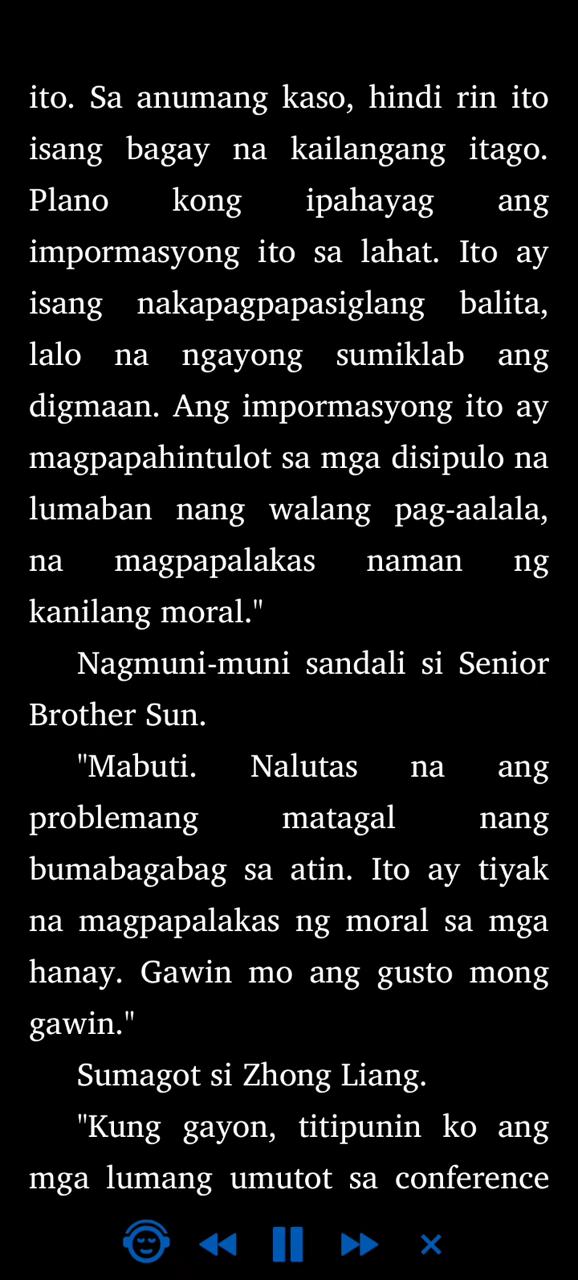 ito. Sa anumang kaso, hindi rin ito
isang bagay na kailangang itago.
Plano kong ipahayag ang
impormasyong ito sa lahat. Ito ay
isang nakapagpapasiglang balita,
lalo na ngayong sumiklab ang
digmaan. Ang impormasyong ito ay
magpapahintulot sa mga disipulo na
lumaban nang walang pag-aalala,
na magpapalakas naman ng
kanilang moral."
Nagmuni-muni sandali si Senior
Brother Sun.
"Mabuti. Nalutas na ang
problemang matagal nang
bumabagabag sa atin. Ito ay tiyak
na magpapalakas ng moral sa mga
hanay. Gawin mo ang gusto mong
gawin."
Sumagot si Zhong Liang.
"Kung gayon, titipunin ko ang
mga lumang umutot sa conference